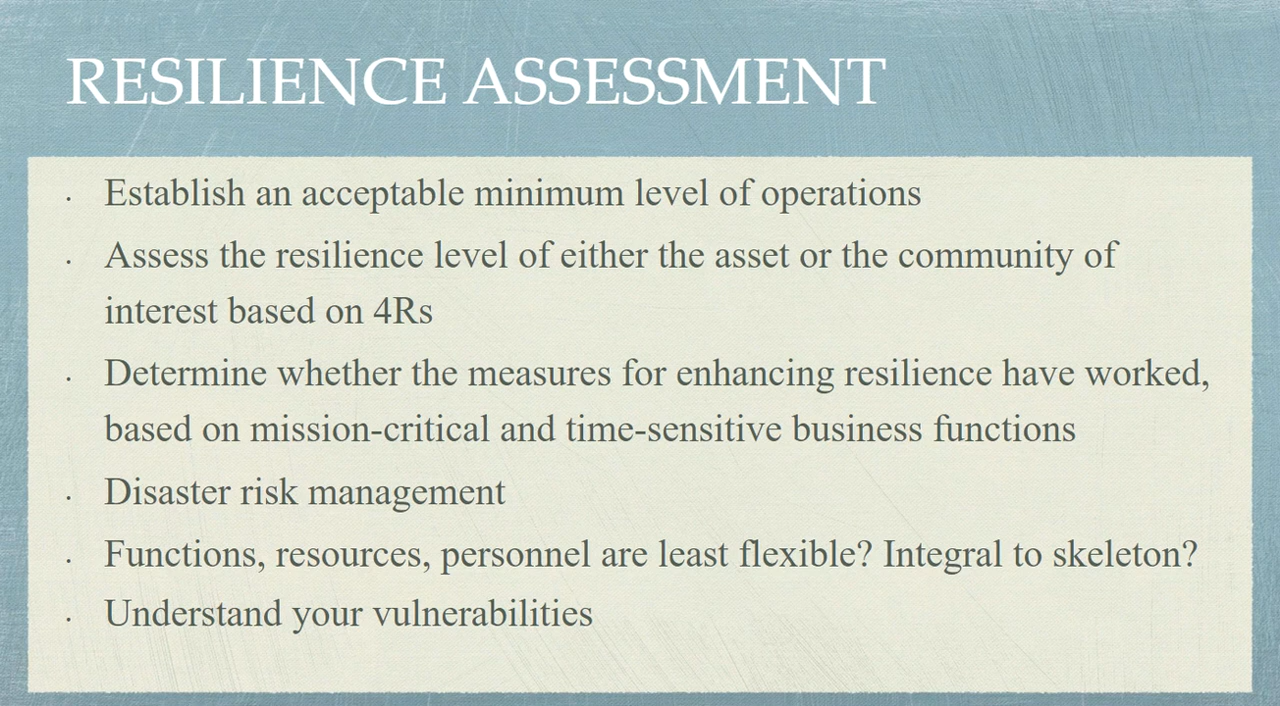 RESILIENCE ASSESSMENT
· Establish an acceptable minimum level of operations
· Assess the resilience level of either the asset or the community of
interest based on 4Rs
· Determine whether the measures for enhancing resilience have worked,
based on mission-critical and time-sensitive business functions
· Disaster risk management
· Functions, resources, personnel are least flexible? Integral to skeleton?
· Understand your vulnerabilities